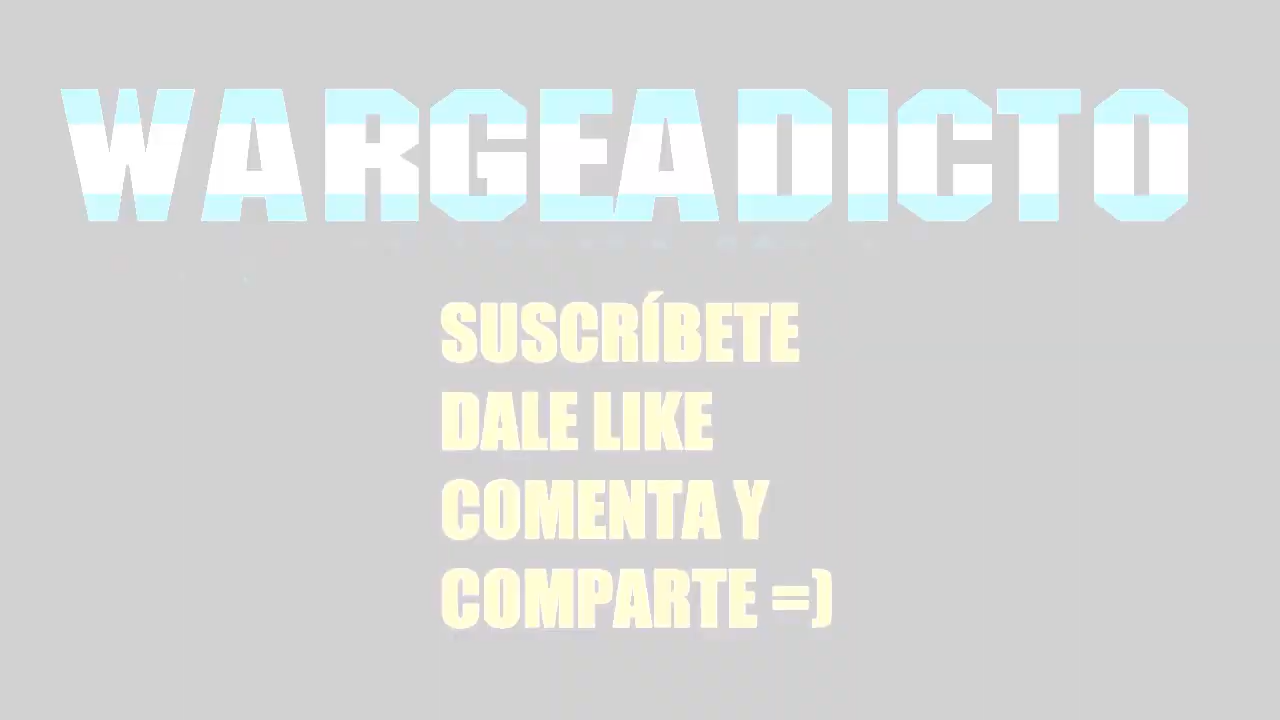 WARGEADICTO
SUSCRÍBETE
DALE LIKE
COMENTA Y
COMPARTE =)